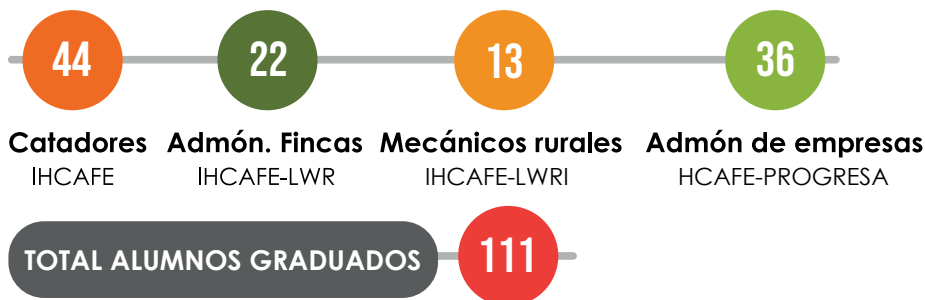 44 22 13 36
Catadores Admón. Fincas Mecánicos rurales Admón de empresas
IHCAFE IHCAFE-LWR IHCAFE-LWRI HCAFE-PROGRESA
TOTAL ALUMNOS GRADUADOS 111